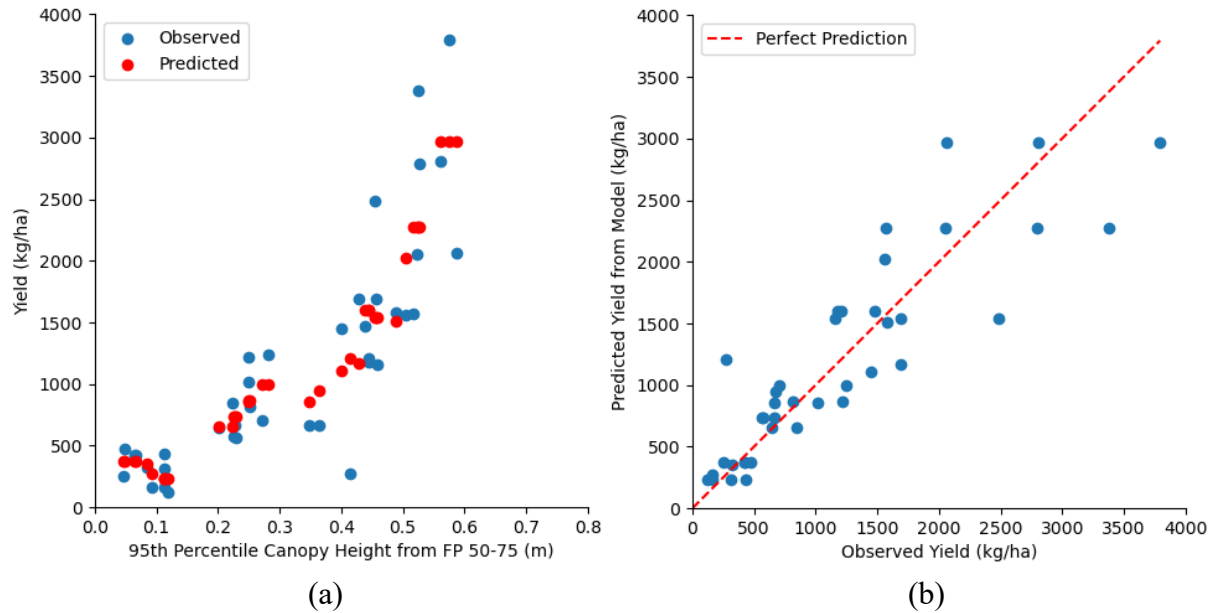 4000
3500
3000
2500
2000
1500
1000
500
0
Yield (kg/ha)
Observed
Predicted
0.0 0.1 0.2 0.3 0.4 0.5 0.6 0.7 0.8
95th Percentile Canopy Height from FP 50-75 (m)
(a)
4000
3500
3000
2500
2000
1500
1000
500
0
Predicted Yield from Model (kg/ha)
Perfect Prediction
0 500 1000 1500 2000 2500 3000 3500 4000
Observed Yield (kg/ha)
(b)